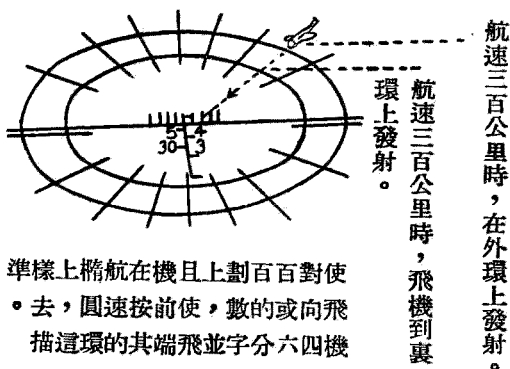 航速三百公里時，在外環上發射。
航速三百公里時，飛機到裏
環上發射。
5 4
30 3
使飛機
對向四
百或六
百的分
劃數字
上，並
且使飛
機前端
在按其
航速的
橢圓環
上，這
樣去描
準。